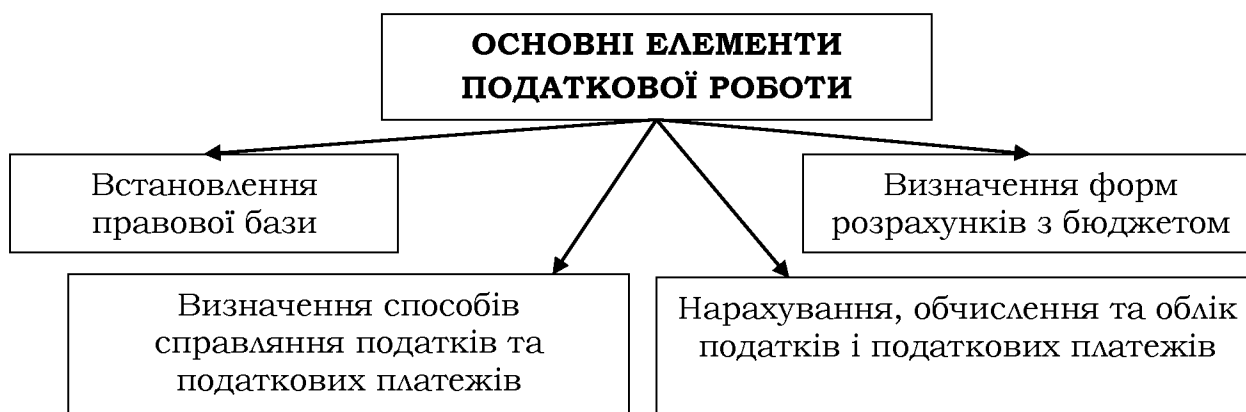 ОСНОВНІ ЕЛЕМЕНТИ
ПОДАТКОВОЇ РОБОТИ
Встановлення
правової бази
Визначення форм
розрахунків з бюджетом
Визначення способів
справляння податків та
податкових платежів
Нарахування, обчислення та облік
податків і податкових платежів